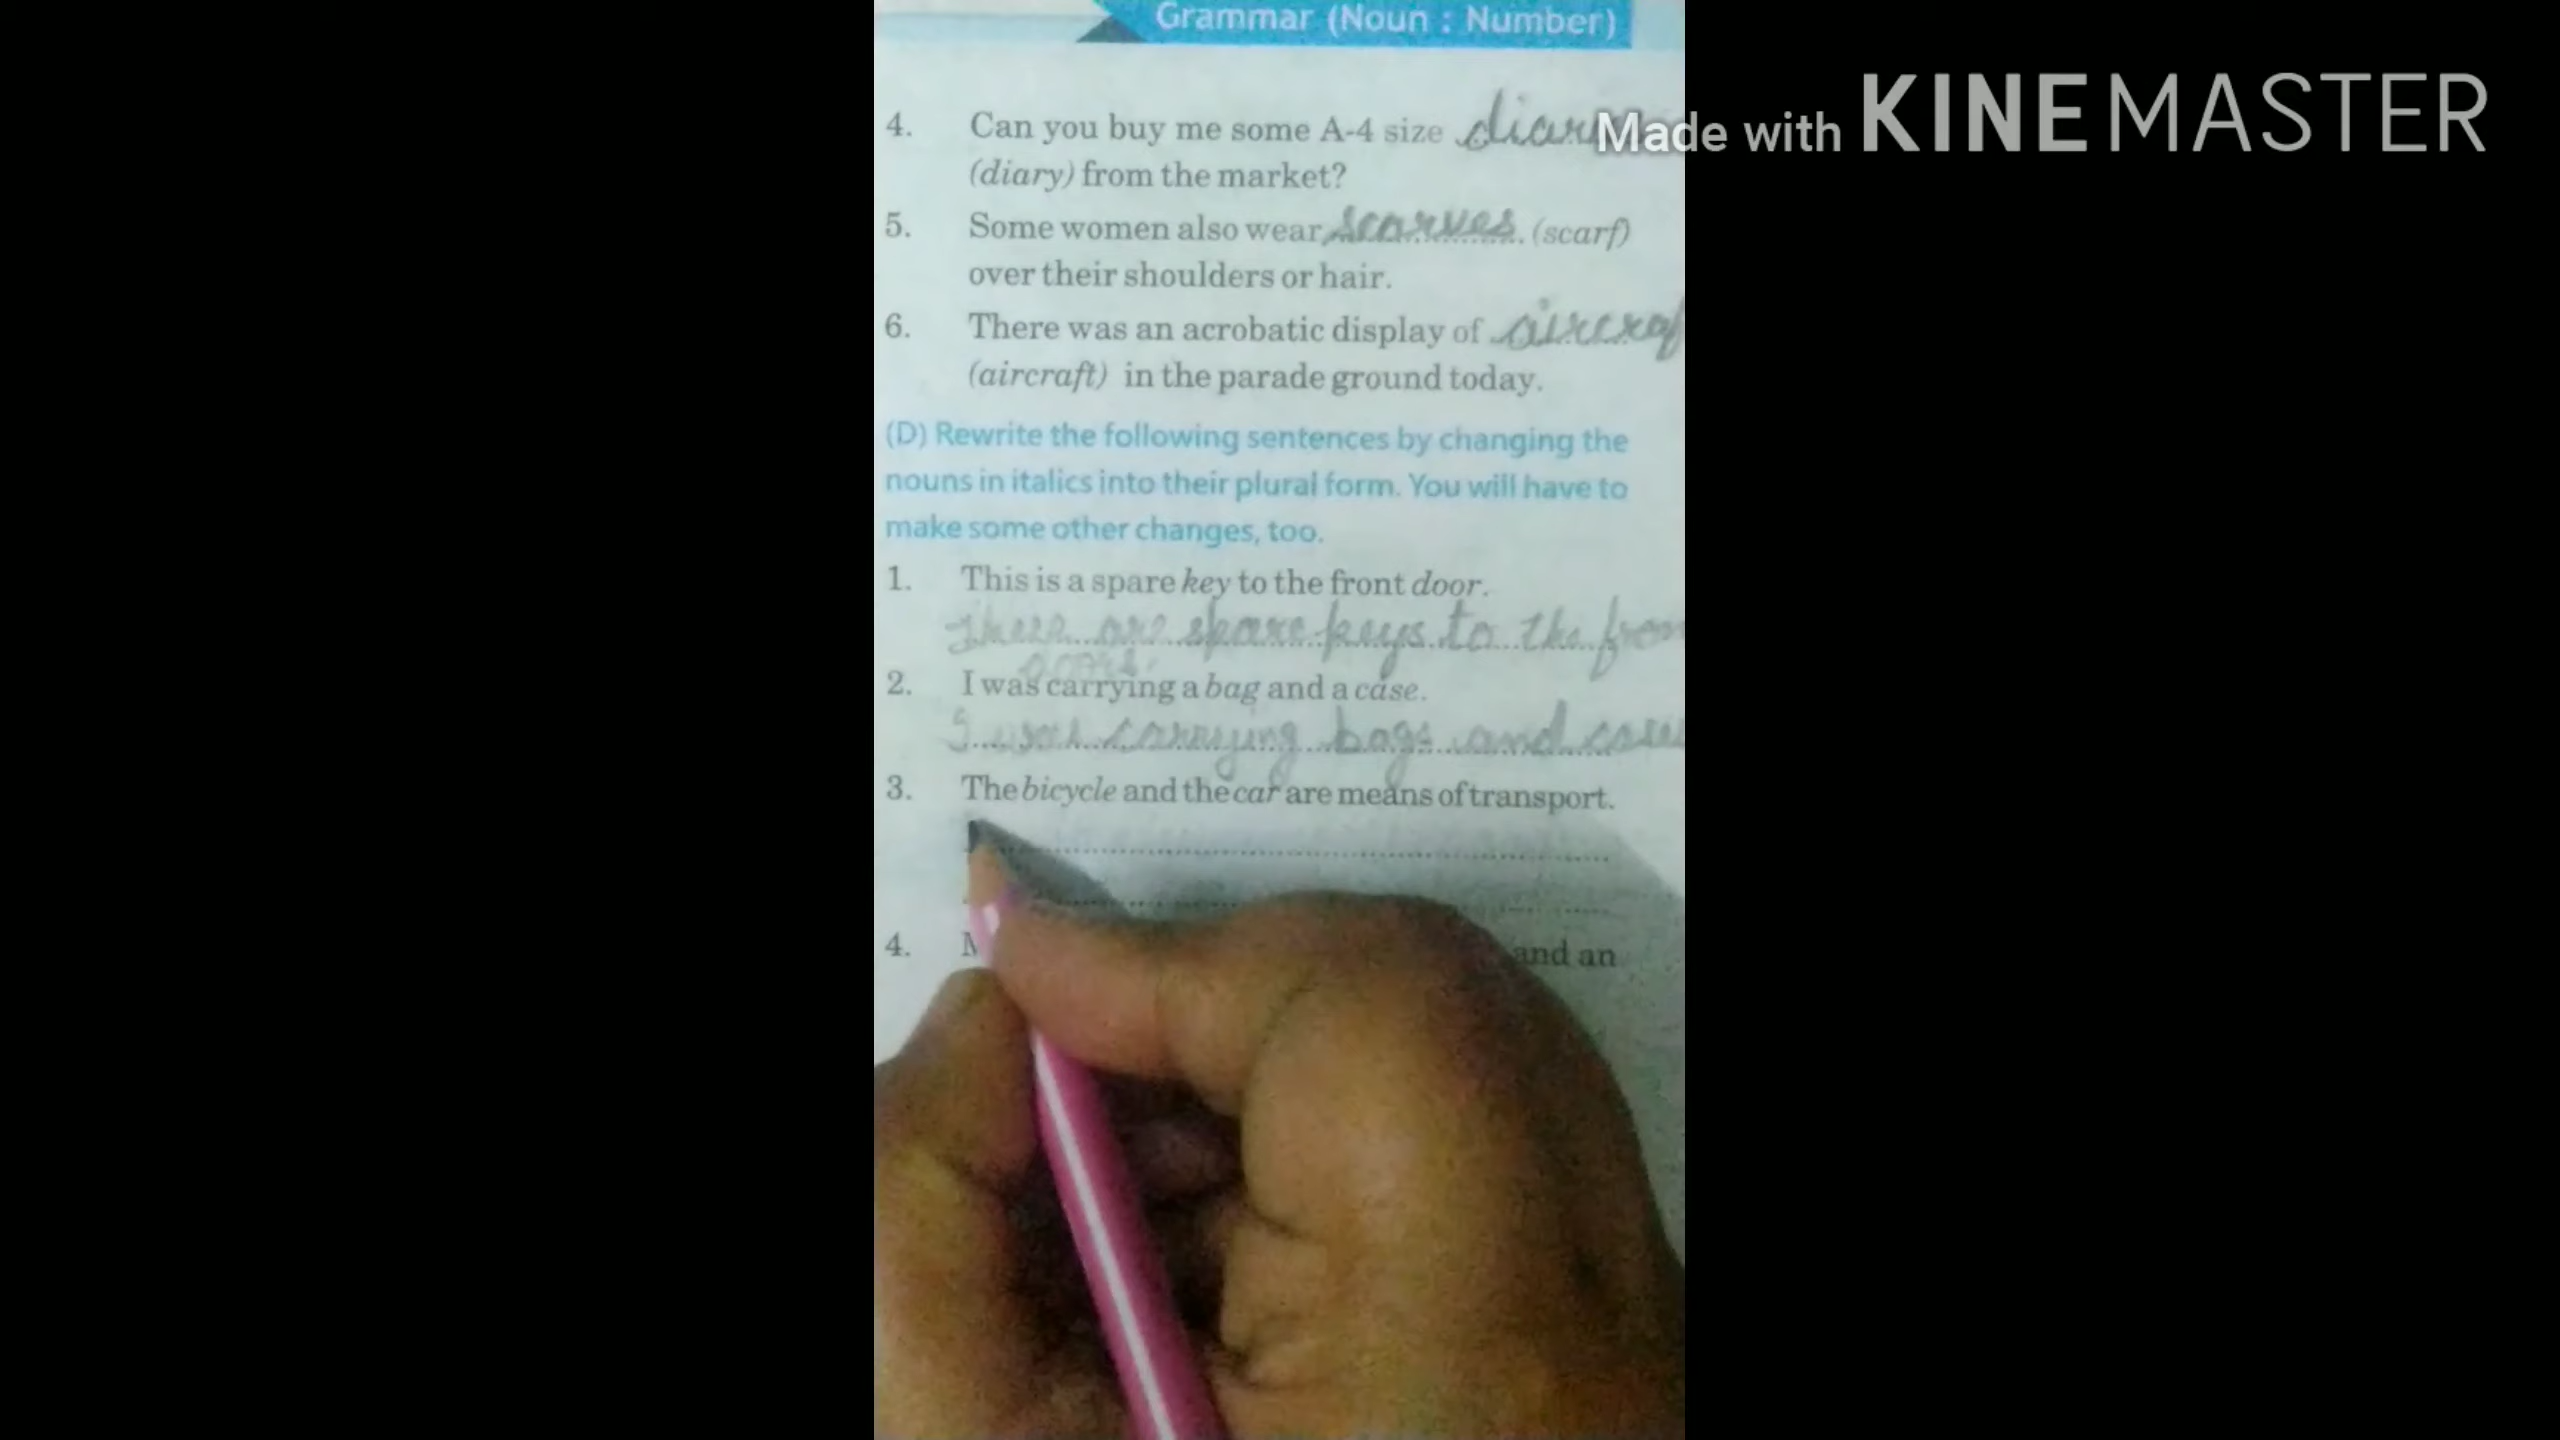 Grammar (Noun : Number)
Made with KINEMASTER
4. Can you buy me some A-4 size
(diary) from the market?
5. Some women also wear scarves (scarf)
over their shoulders or hair.
6. There was an acrobatic display of
(aircraft) in the parade ground today.
(D) Rewrite the following sentences by changing the
nouns in italics into their plural form. You will have to
make some other changes, too.
1. This is a spare key to the front door.
are spare keys to the
doors.
2. I was carrying a bag and a case.
I was carrying bags and
3. The bicycle and the car are means of transport.
4. and an